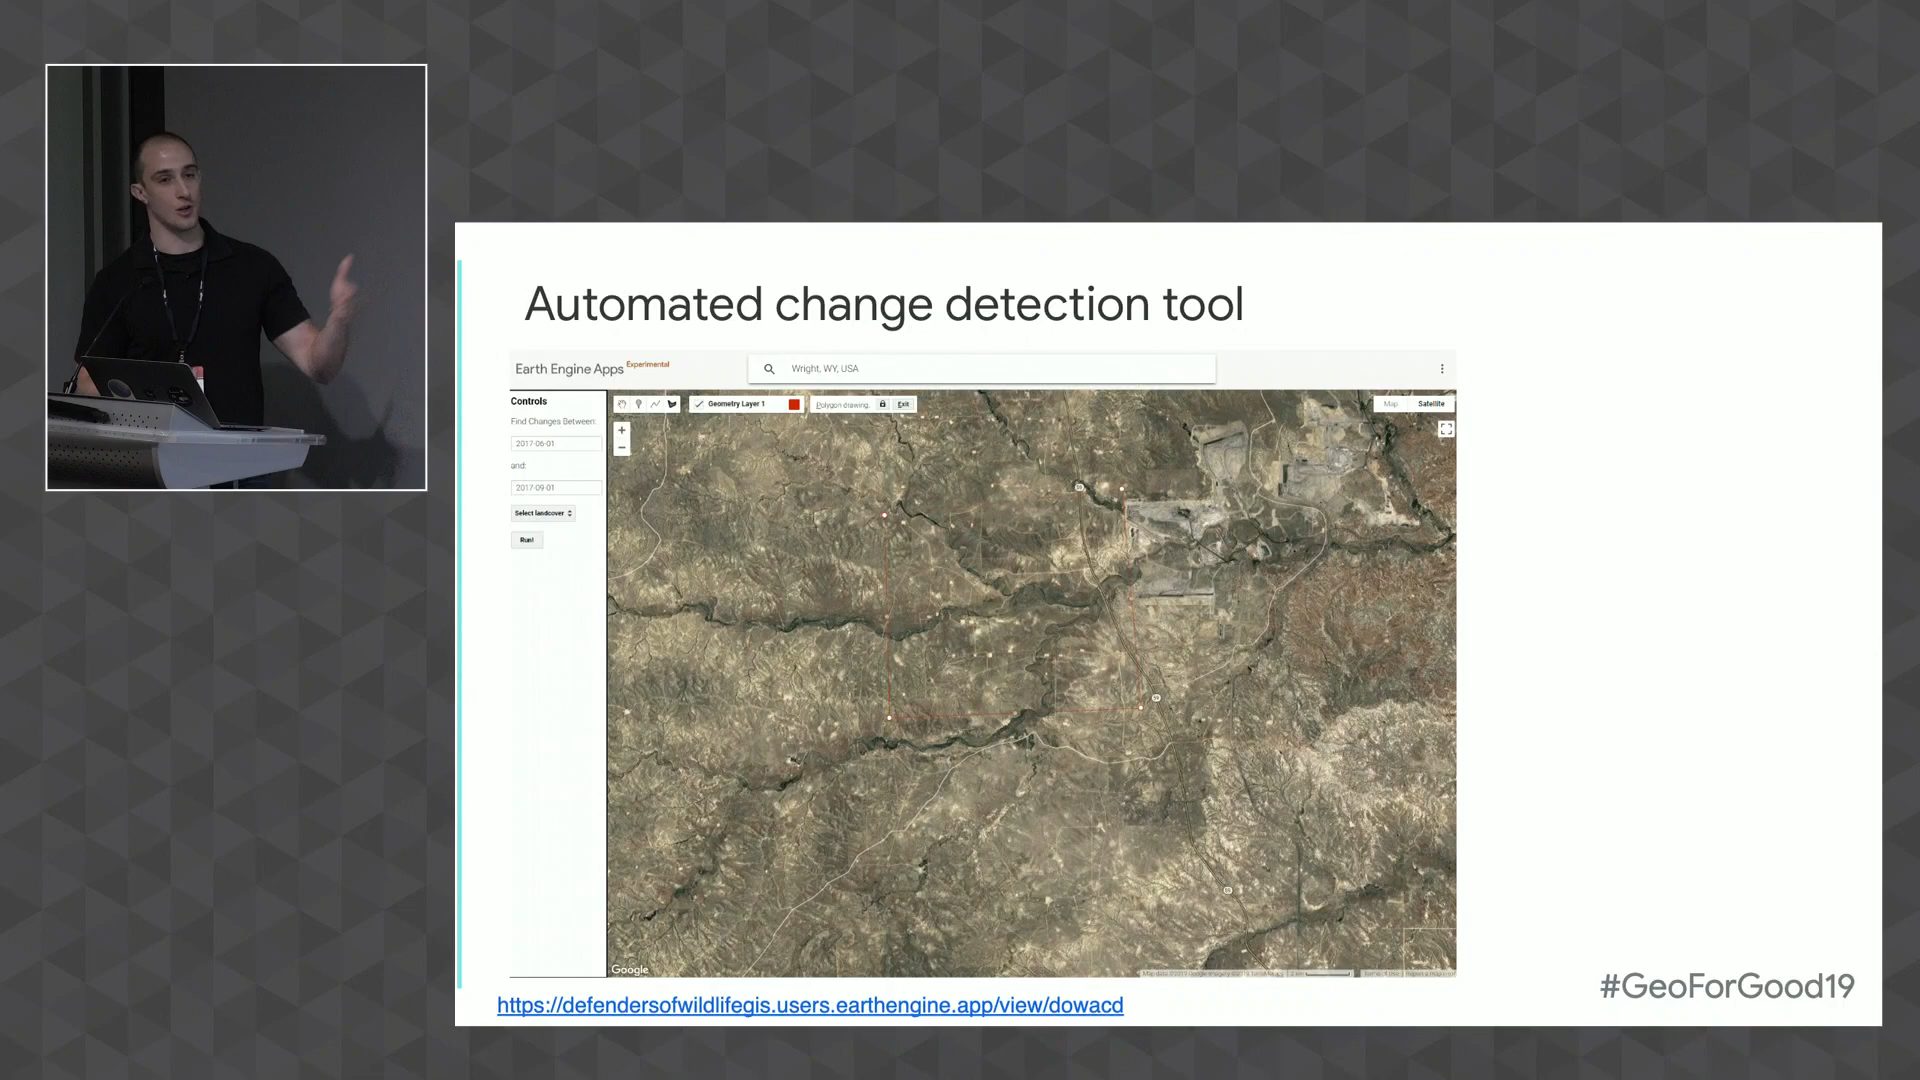 Automated change detection tool
Earth Engine Apps Experimental
Wright, WY, USA
Controls
Find Changes Between:
2017-06-01
and:
2017-09-01
Select landcover
Run!
Geometry Layer 1
Polygon drawing.
Exit
Map
Satellite
59
59
Google
https://defendersofwildlifegis.users.earthengine.app/view/dowacd
#GeoForGood19